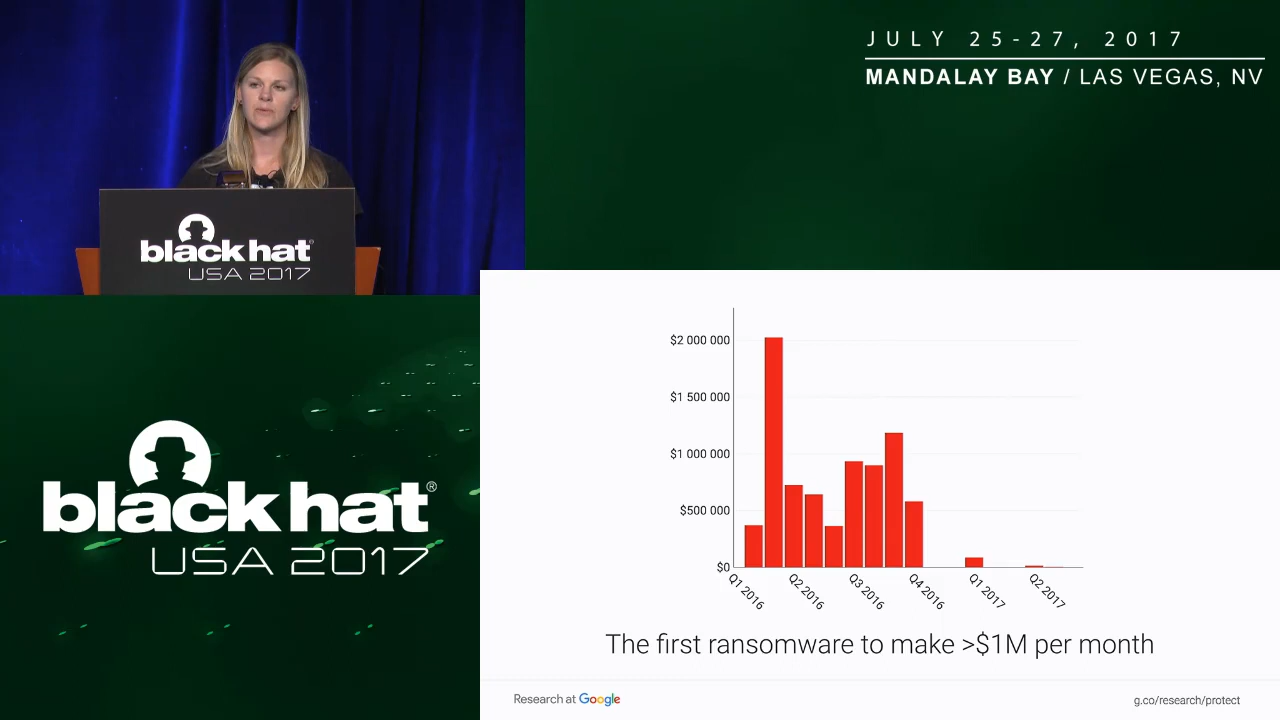 JULY 25-27, 2017
MANDALAY BAY / LAS VEGAS, NV
black hat®
USA 2017
black hat®
USA 2017
$2 000 000
$1 500 000
$1 000 000
$500 000
$0
Q1 2016
Q2 2016
Q3 2016
Q4 2016
Q1 2017
Q2 2017
The first ransomware to make >$1M per month
Research at Google
g.co/research/protect